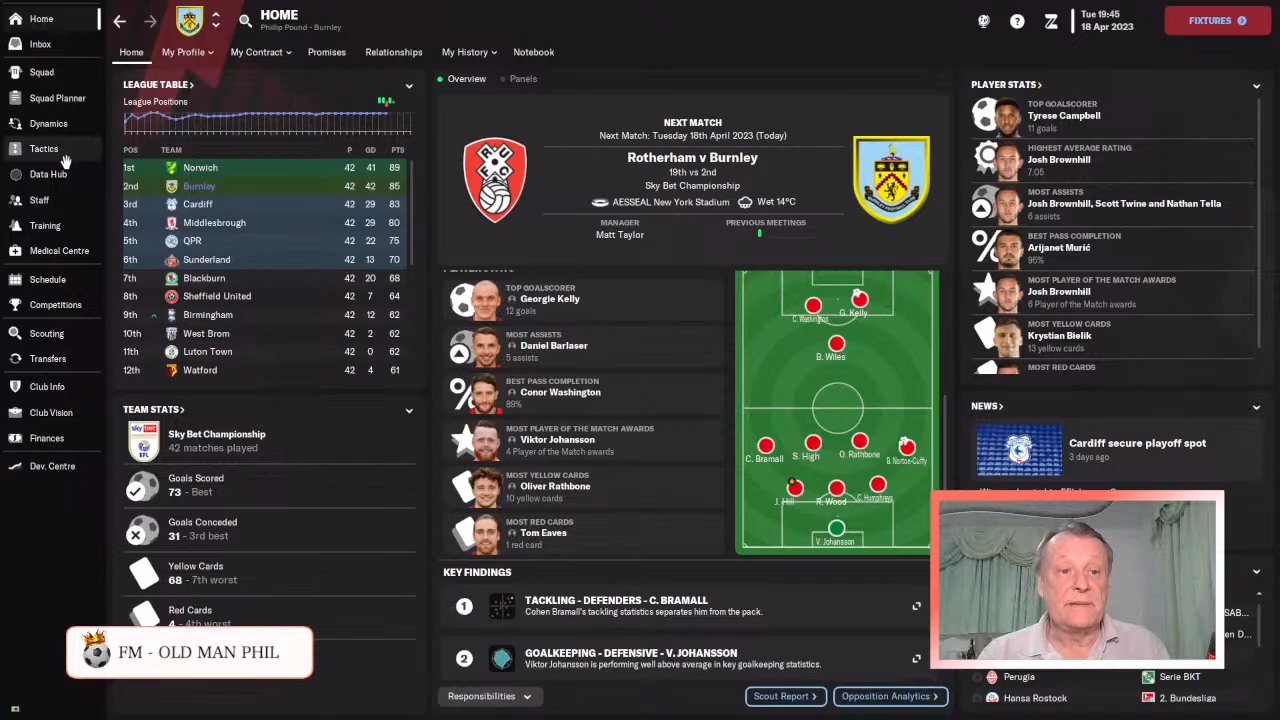 Home
Inbox
Squad
Squad Planner
Dynamics
Tactics
Data Hub
Staff
Training
Medical Centre
Schedule
Competitions
Scouting
Transfers
Club Info
Club Vision
Finances
Dev. Centre
HOME
Phillip Pound - Burnley
Tue 19:45
18 Apr 2023
FIXTURES
Home
My Profile
My Contract
Promises
Relationships
My History
Notebook
LEAGUE TABLE
League Positions
POS TEAM P GD PTS
1st Norwich 42 41 89
2nd Burnley 42 42 85
3rd Cardiff 42 29 83
4th Middlesbrough 42 29 80
5th QPR 42 22 75
6th Sunderland 42 13 70
7th Blackburn 42 20 68
8th Sheffield United 42 7 64
9th Birmingham 42 12 62
10th West Brom 42 2 62
11th Luton Town 42 0 62
12th Watford 42 4 61
TEAM STATS
Sky Bet Championship
42 matches played
Goals Scored
73 - Best
Goals Conceded
31 - 3rd best
Yellow Cards
68 - 7th worst
Red Cards
4 - 4th worst
FM - OLD MAN PHIL
Overview
Panels
NEXT MATCH
Next Match: Tuesday 18th April 2023 (Today)
Rotherham v Burnley
19th vs 2nd
Sky Bet Championship
AESSEAL New York Stadium Wet 14°C
MANAGER
Matt Taylor
PREVIOUS MEETINGS
TOP GOALSCORER
Georgie Kelly
12 goals
MOST ASSISTS
Daniel Barlaser
5 assists
BEST PASS COMPLETION
Conor Washington
89%
MOST PLAYER OF THE MATCH AWARDS
Viktor Johansson
4 Player of the Match awards
MOST YELLOW CARDS
Oliver Rathbone
10 yellow cards
MOST RED CARDS
Tom Eaves
1 red card
C. Washington
G. Kelly
B. Wiles
C. Bramall
S. High
O. Rathbone
B. Norton-Cuffy
J. Hill
R. Wood
C. Humphreys
V. Johansson
KEY FINDINGS
1 TACKLING - DEFENDERS - C. BRAMALL
Cohen Bramall's tackling statistics separates him from the pack.
2 GOALKEEPING - DEFENSIVE - V. JOHANSSON
Viktor Johansson is performing well above average in key goalkeeping statistics.
Responsibilities
Scout Report
Opposition Analytics
PLAYER STATS
TOP GOALSCORER
Tyrese Campbell
11 goals
HIGHEST AVERAGE RATING
Josh Brownhill
7.05
MOST ASSISTS
Josh Brownhill, Scott Twine and Nathan Tella
6 assists
BEST PASS COMPLETION
Arijanet Murić
96%
MOST PLAYER OF THE MATCH AWARDS
Josh Brownhill
6 Player of the Match awards
MOST YELLOW CARDS
Krystian Bielik
13 yellow cards
MOST RED CARDS
NEWS
Cardiff secure playoff spot
3 days ago
Perugia
Serie BKT
Hansa Rostock
2. Bundesliga